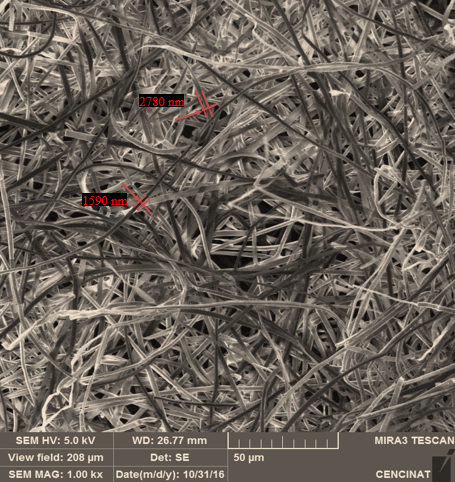 2780 nm
1590 nm
SEM HV: 5.0 kV
WD: 26.77 mm
MIRA3 TESCAN
View field: 208 µm
Det: SE
50 µm
SEM MAG: 1.00 kx
Date(m/d/y): 10/31/16
CENCINAT